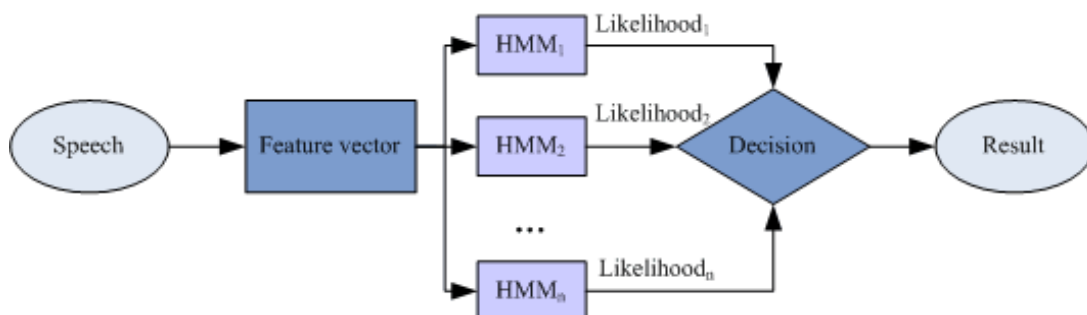 Speech
Feature vector
HMM₁
Likelihood₁
HMM₂
Likelihood₂
...
HMMₙ
Likelihoodₙ
Decision
Result